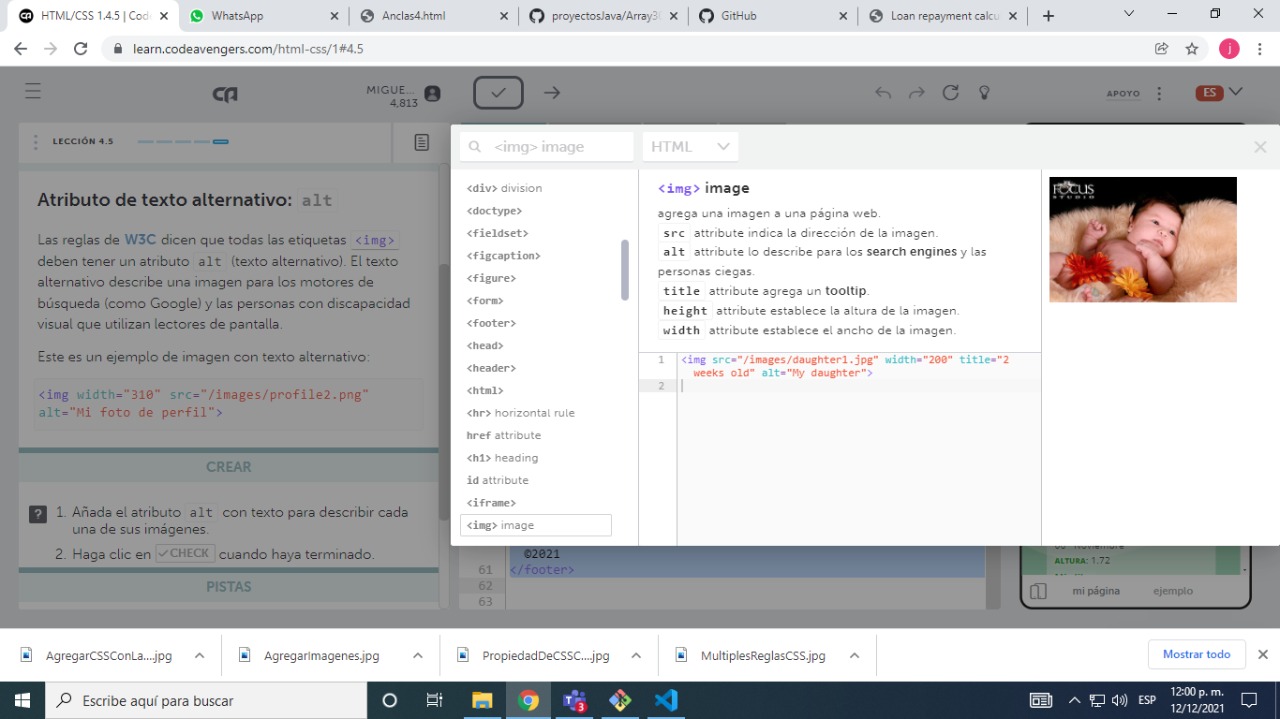 HTML/CSS 1.4.5 | Cod
WhatsApp
Anclas4.html
proyectosJava/Array3
GitHub
Loan repayment calcu
learn.codeavengers.com/html-css/1#4.5
MIGUE...
4,813
APOYO
ES
LECCIÓN 4.5
Atributo de texto alternativo: alt
Las reglas de W3C dicen que todas las etiquetas <img>
deben tener un atributo alt (texto alternativo). El texto
alternativo describe una imagen para los motores de
búsqueda (como Google) y las personas con discapacidad
visual que utilizan lectores de pantalla.
Este es un ejemplo de imagen con texto alternativo:
<img width="310" src="/images/profile2.png"
alt="Mi foto de perfil">
CREAR
? 1. Añada el atributo alt con texto para describir cada
una de sus imágenes.
2. Haga clic en CHECK cuando haya terminado.
PISTAS
<img> image
HTML
<div> division
<doctype>
<fieldset>
<figcaption>
<figure>
<form>
<footer>
<head>
<header>
<html>
<hr> horizontal rule
href attribute
<h1> heading
id attribute
<iframe>
<img> image
<img> image
agrega una imagen a una página web.
src attribute indica la dirección de la imagen.
alt attribute lo describe para los search engines y las
personas ciegas.
title attribute agrega un tooltip.
height attribute establece la altura de la imagen.
width attribute establece el ancho de la imagen.
1 <img src="/images/daughter1.jpg" width="200" title="2
weeks old" alt="My daughter">
2
FOCUS
STUDIO
©2021
61 </footer>
62
63
Noviembre
ALTURA: 1.72
mi página
ejemplo
AgregarCSSConLa....jpg
AgregarImagenes.jpg
PropiedadDeCSSC....jpg
MultiplesReglasCSS.jpg
Mostrar todo
Escribe aquí para buscar
3
ESP
12:00 p. m.
12/12/2021